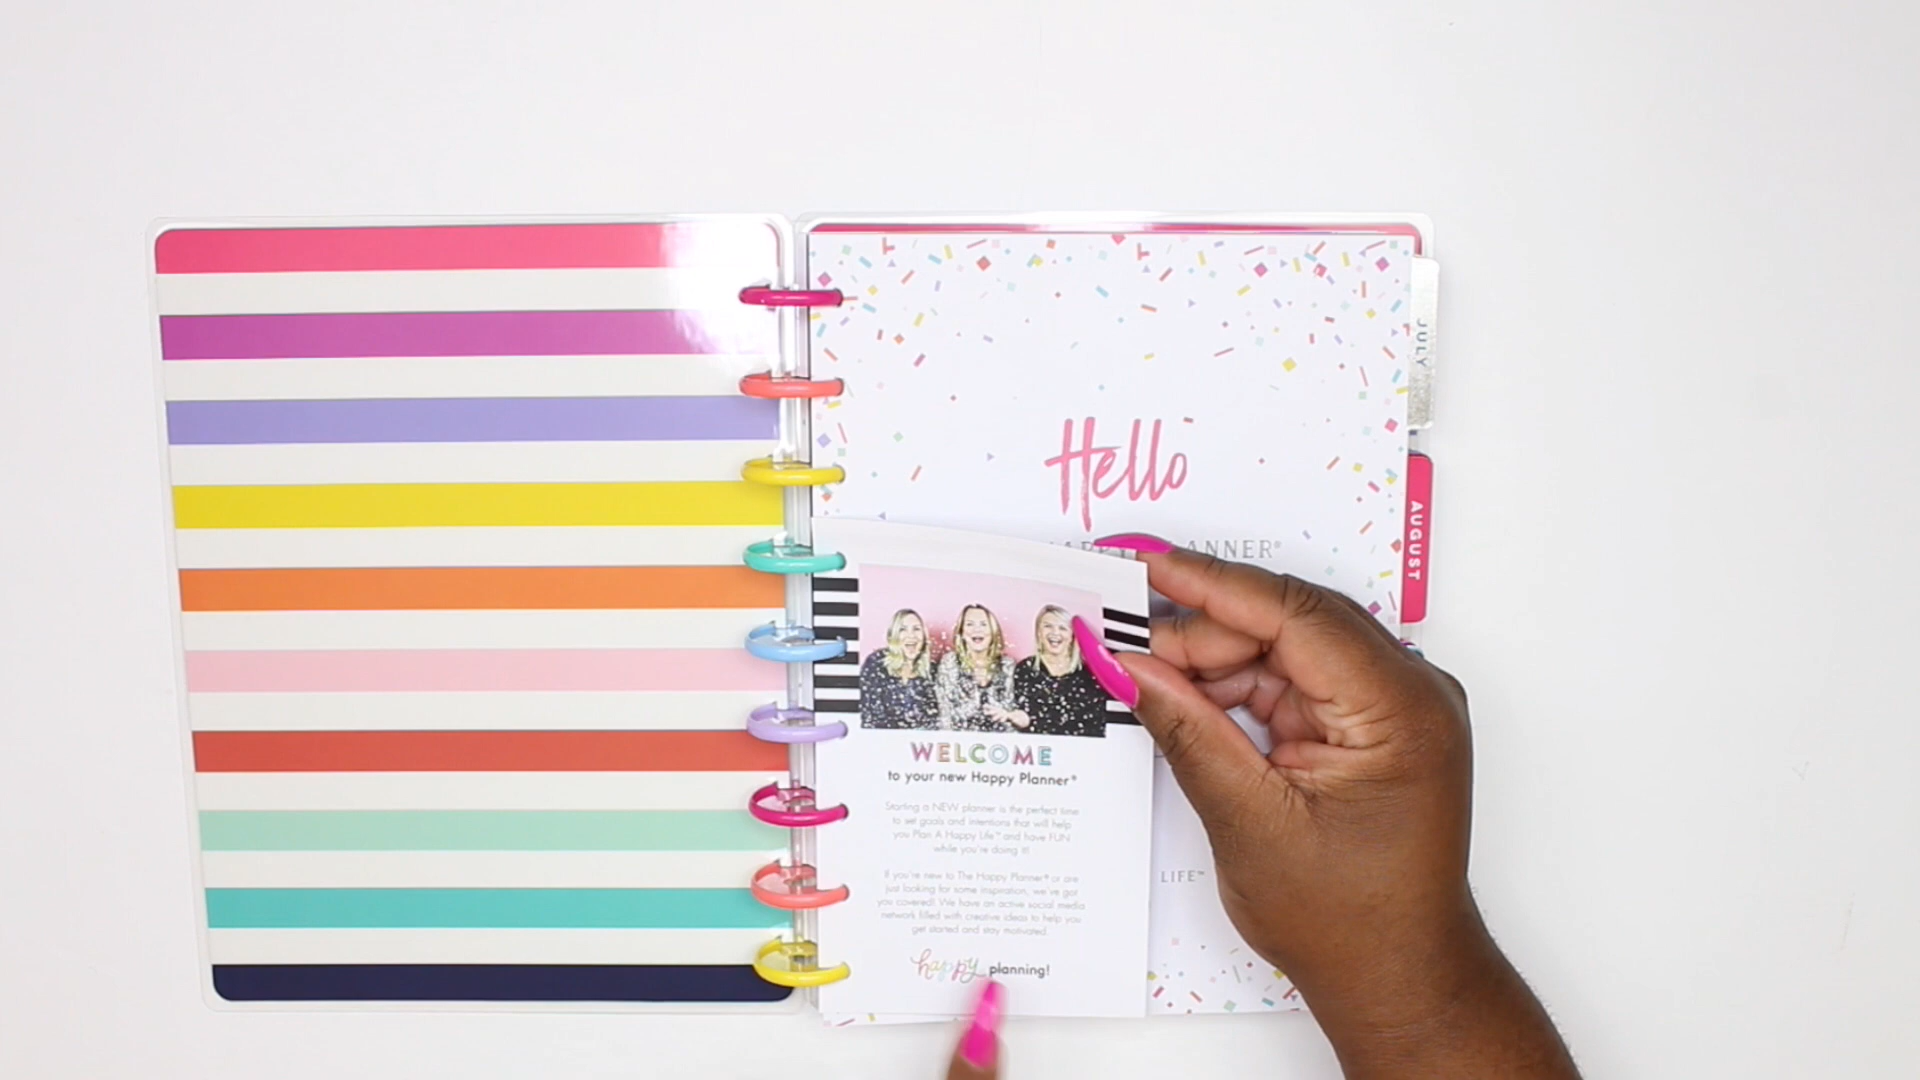 Hello
HAPPY PLANNER®
JULY
AUGUST
WELCOME
to your new Happy Planner®
Starting a NEW planner is the perfect time
to set goals and intentions that will help
you Plan A Happy Life™ and have FUN
while you're doing it!
If you're new to The Happy Planner® or are
just looking for some inspiration, we've got
you covered! We have an active social media
network filled with creative ideas to help you
get started and stay motivated.
happy planning!
LIFE™